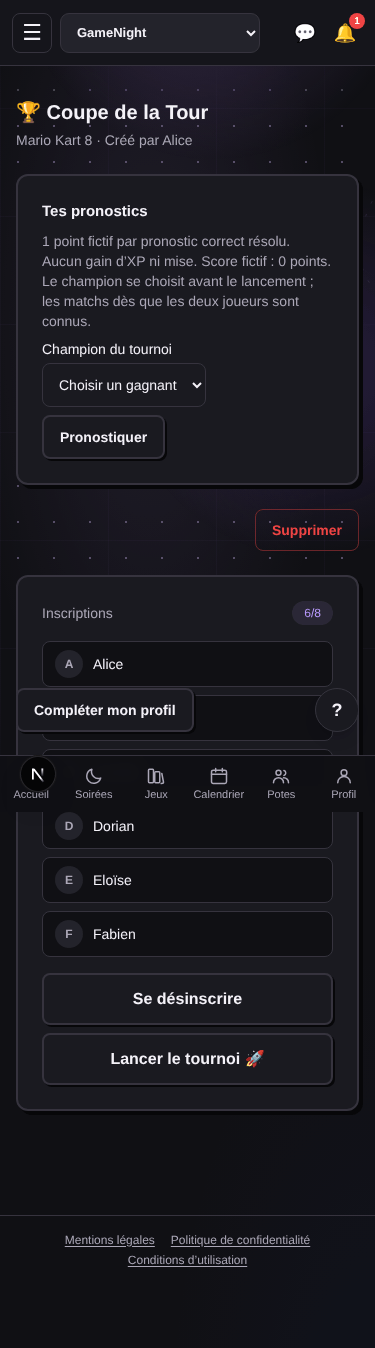 ☰ GameNight 💬 🔔 1
🏆 Coupe de la Tour
Mario Kart 8 · Créé par Alice
Tes pronostics
1 point fictif par pronostic correct résolu.
Aucun gain d’XP ni mise. Score fictif : 0 points.
Le champion se choisit avant le lancement ;
les matchs dès que les deux joueurs sont
connus.
Champion du tournoi
Choisir un gagnant
Pronostiquer
Supprimer
Inscriptions 6/8
A Alice
Compléter mon profil ?
N
Accueil Soirées Jeux Calendrier Potes Profil
D Dorian
E Eloïse
F Fabien
Se désinscrire
Lancer le tournoi 🚀
Mentions légales Politique de confidentialité
Conditions d’utilisation